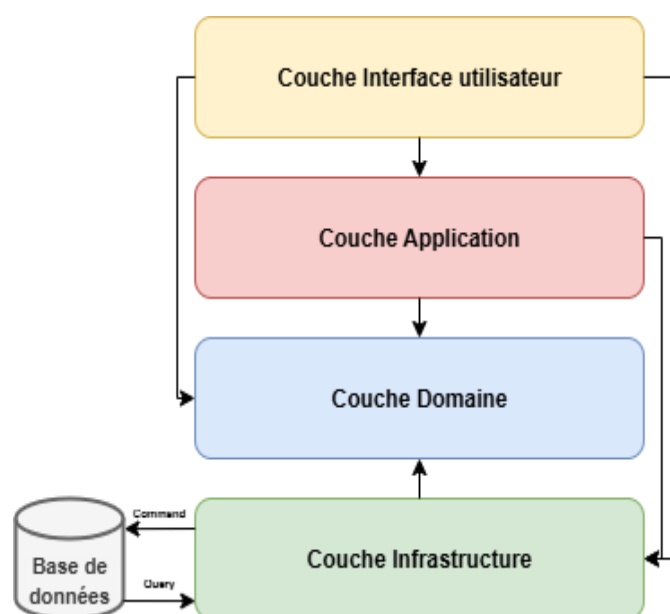 Couche Interface utilisateur
Couche Application
Couche Domaine
Command
Couche Infrastructure
Base de
données
Query